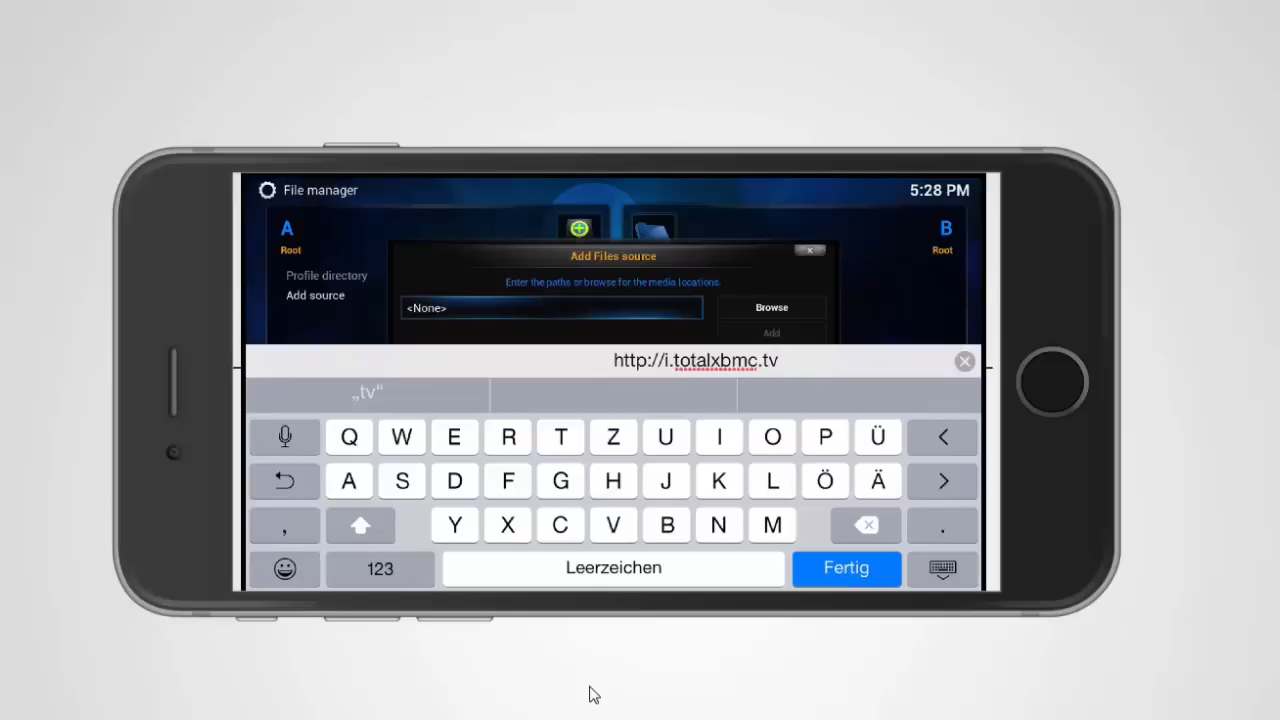 File manager
5:28 PM
A
B
Root
Root
Profile directory
Add source
Add Files source
Enter the paths or browse for the media locations.
<None>
Browse
Add
http://i.totalxbmc.tv
„tv“
Q W E R T Z U I O P Ü <
A S D F G H J K L Ö Ä >
, Y X C V B N M .
123 Leerzeichen Fertig